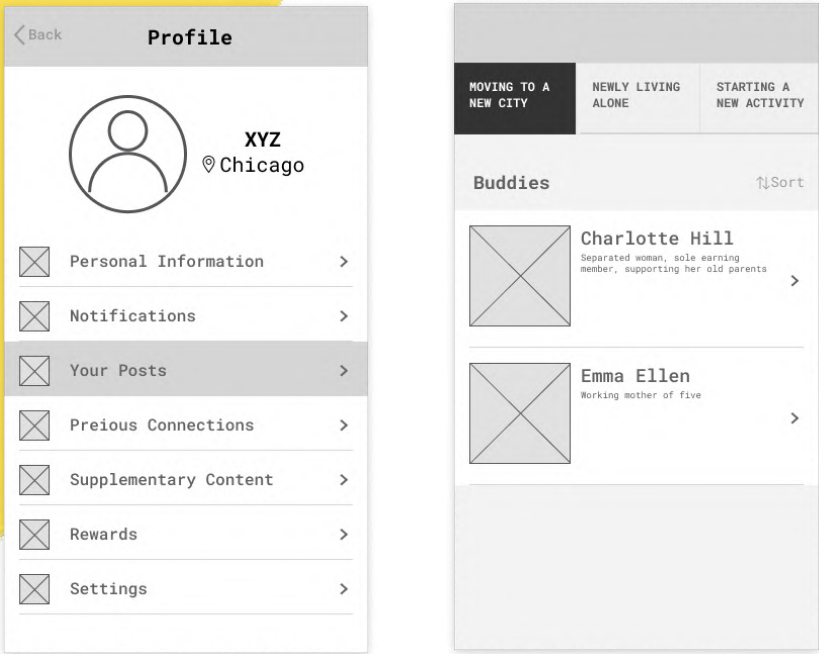 Back
Profile
XYZ
Chicago
Personal Information
Notifications
Your Posts
Preious Connections
Supplementary Content
Rewards
Settings
MOVING TO A
NEW CITY
NEWLY LIVING
ALONE
STARTING A
NEW ACTIVITY
Buddies
Sort
Charlotte Hill
Separated woman, sole earning
member, supporting her old parents
Emma Ellen
Working mother of five